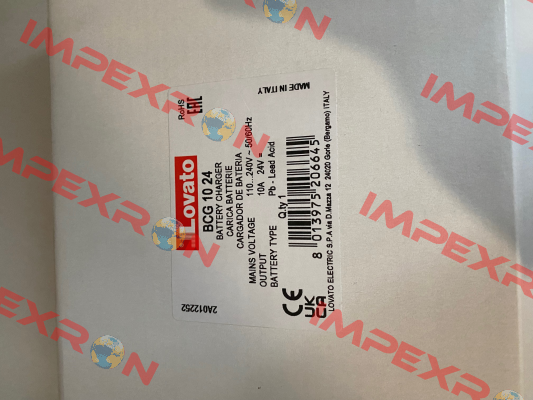 RoHS
EAC
MADE IN ITALY
Lovato
BCG 10 24
BATTERY CHARGER
CARICA BATTERIE
CARGADOR DE BATERIA
MAINS VOLTAGE 110...240V ~ 50/60Hz
OUTPUT 10A 24V =
BATTERY TYPE Pb - Lead Acid
Q.ty 1
8 013975 206645
LOVATO ELECTRIC S.P.A via D.Mazza 12 24020 Gorle (Bergamo) ITALY
CE
UK
CA
2A012252
IMPEXRON
IMPEXRON
IMPEXRON
IMPEXRON
IMPEXRON